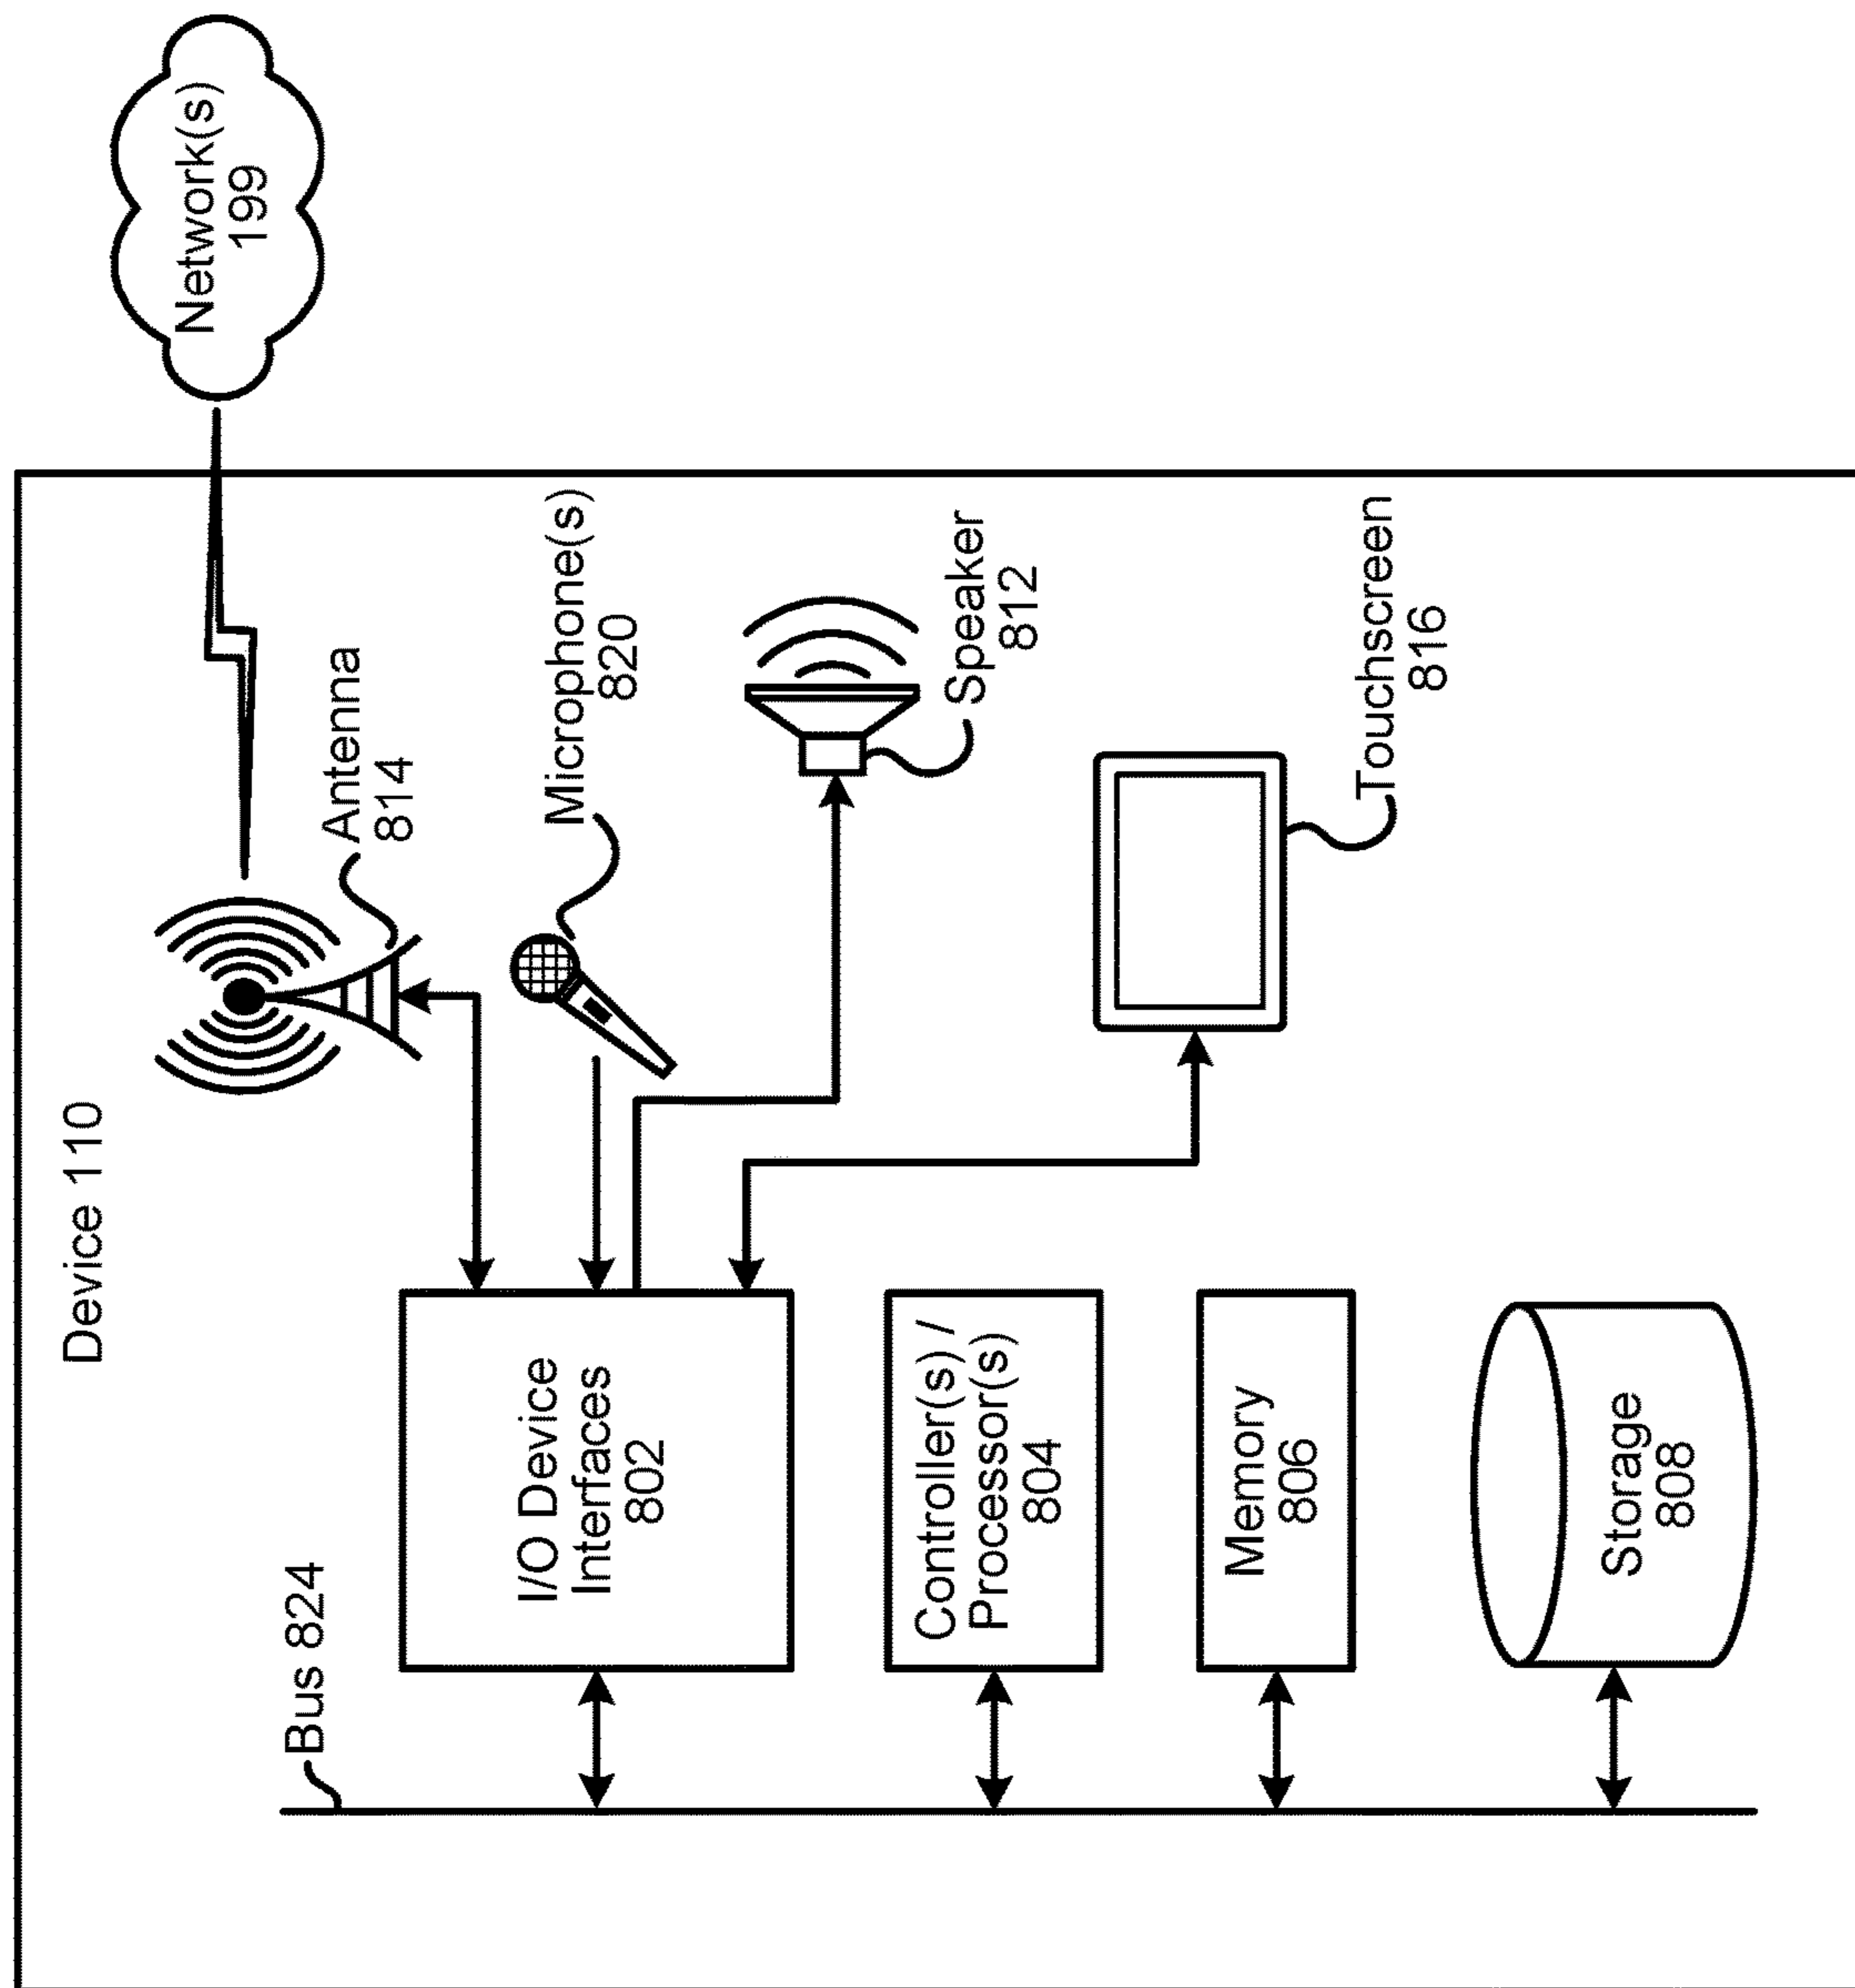 Device 110
Network(s)
199
Antenna
814
Microphone(s)
820
Speaker
812
Touchscreen
816
Bus 824
I/O Device
Interfaces
802
Controller(s) /
Processor(s)
804
Memory
806
Storage
808